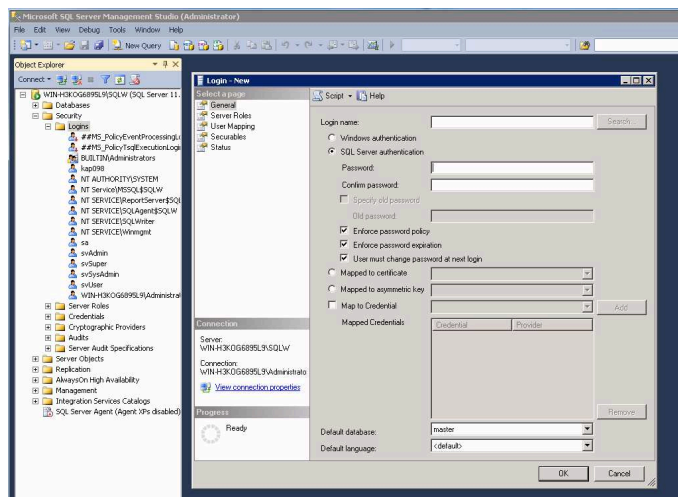 Microsoft SQL Server Management Studio (Administrator)
File Edit View Debug Tools Window Help
New Query
Object Explorer
Connect
WIN-H3KOG6895L9\SQLW (SQL Server 11.
Databases
Security
Logins
##MS_PolicyEventProcessingL
##MS_PolicyTsqlExecutionLogi
BUILTIN\Administrators
kap098
NT AUTHORITY\SYSTEM
NT Service\MSSQL$SQLW
NT SERVICE\ReportServer$SQL
NT SERVICE\SQLAgent$SQLW
NT SERVICE\SQLWriter
NT SERVICE\Winmgmt
sa
svAdmin
svSuper
svSysAdmin
svUser
WIN-H3KOG6895L9\Administrat
Server Roles
Credentials
Cryptographic Providers
Audits
Server Audit Specifications
Server Objects
Replication
AlwaysOn High Availability
Management
Integration Services Catalogs
SQL Server Agent (Agent XPs disabled)
Login - New
Select a page
General
Server Roles
User Mapping
Securables
Status
Connection
Server:
WIN-H3KOG6895L9\SQLW
Connection:
WIN-H3KOG6895L9\Administrato
View connection properties
Progress
Ready
Script Help
Login name:
Search...
Windows authentication
SQL Server authentication
Password:
Confirm password:
Specify old password
Old password:
Enforce password policy
Enforce password expiration
User must change password at next login
Mapped to certificate
Mapped to asymmetric key
Map to Credential
Add
Mapped Credentials
Credential Provider
Remove
Default database:
master
Default language:
<default>
OK Cancel